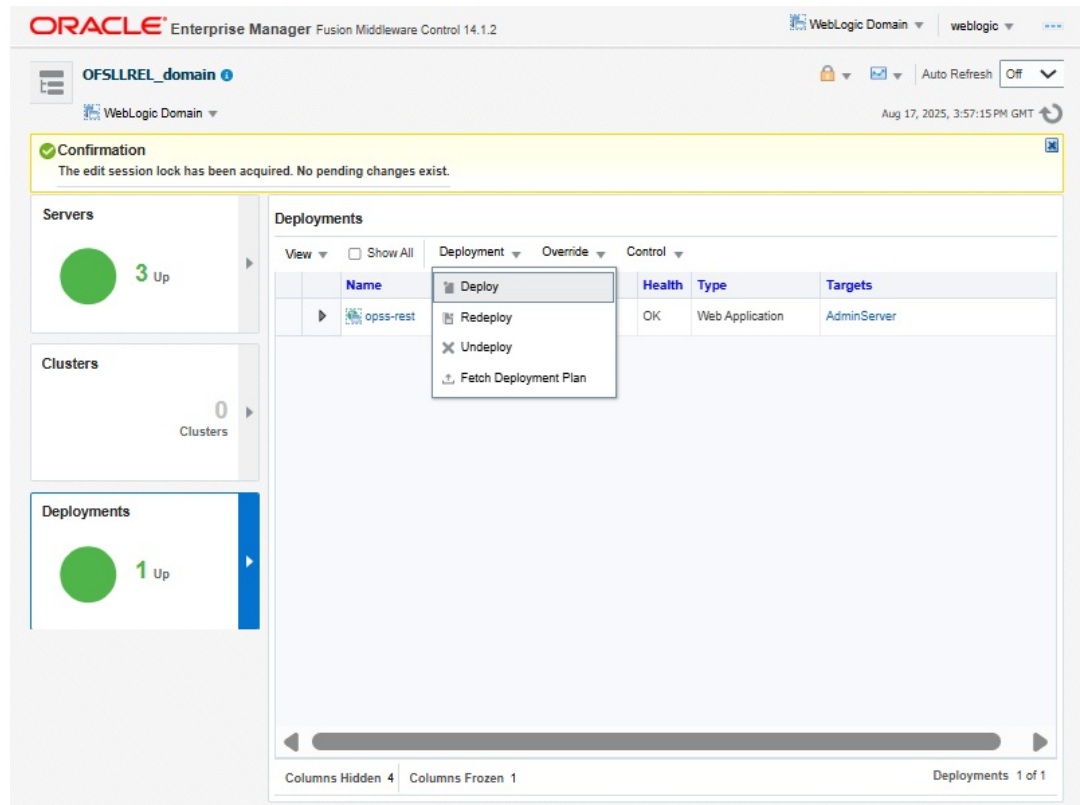 ORACLE Enterprise Manager Fusion Middleware Control 14.1.2
WebLogic Domain weblogic
OFSLLREL_domain
Auto Refresh Off
WebLogic Domain
Aug 17, 2025, 3:57:15 PM GMT
Confirmation
The edit session lock has been acquired. No pending changes exist.
Servers
3 Up
Clusters
0
Clusters
Deployments
1 Up
Deployments
View Show All Deployment Override Control
Name Health Type Targets
opss-rest OK Web Application AdminServer
Deploy
Redeploy
Undeploy
Fetch Deployment Plan
Columns Hidden 4 Columns Frozen 1
Deployments 1 of 1